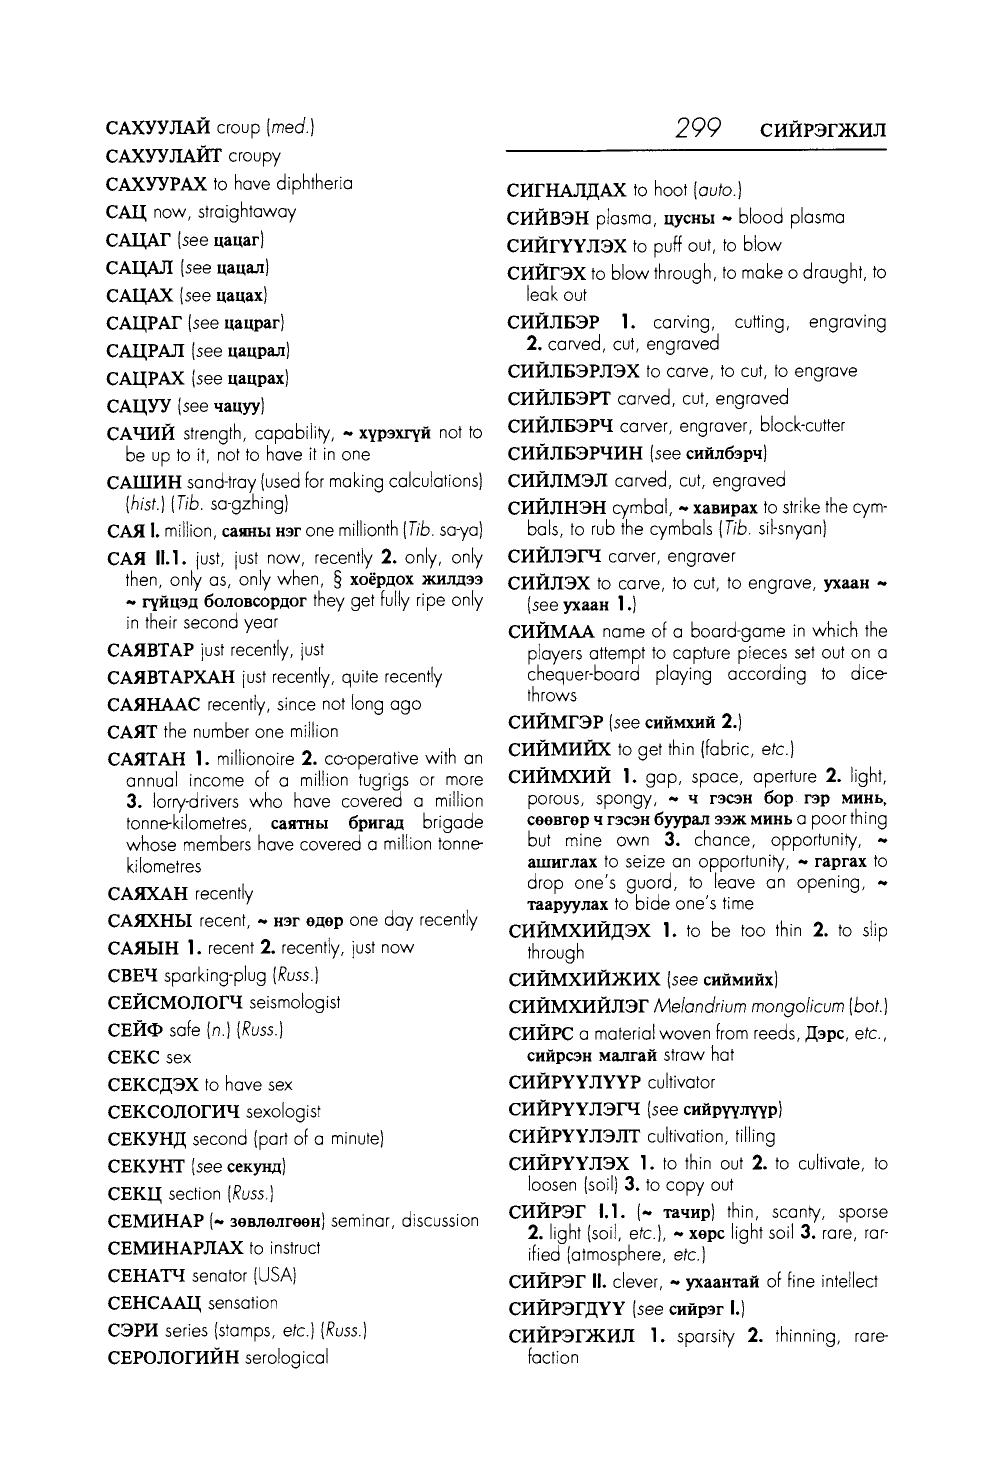 САХУУЛАЙ croup (med.)
САХУУЛАЙТ croupy
САХУУРАХ to have diphtheria
САЦ now, straightaway
САЦАГ (see цацаг)
САЦАЛ (see цацал)
САЦАХ (see цацах)
САЦРАГ (see цацраг)
САЦРАЛ (see цацрал)
САЦРАХ (see цацрах)
САЦУУ (see чацуу)
САЧИЙ strength, capability, ~ хүрэхгүй not to
be up to it, not to have it in one
САШИН sand-tray (used for making calculations)
(hist.) (Tib. sa-gzhing)
САЯ I. million, саяны нэг one millionth (Tib. sa-ya)
САЯ II.1. just, just now, recently 2. only, only
then, only as, only when, § хоёрдох жилдээ
~ гүйцэд боловсордог they get fully ripe only
in their second year
САЯВТАР just recently, just
САЯВТАРХАН just recently, quite recently
САЯНААС recently, since not long ago
САЯТ the number one million
САЯТАН 1. millionoire 2. co-operative with an
annual income of a million tugrigs or more
3. lorry-drivers who have covered a million
tonne-kilometres, саятны бригад brigade
whose members have covered a million tonne-
kilometres
САЯХАН recently
САЯХНЫ recent, ~ нэг өдөр one day recently
САЯЫН 1. recent 2. recently, just now
СВЕЧ sparking-plug (Russ.)
СЕЙСМОЛОГЧ seismologist
СЕЙФ safe (n.) (Russ.)
СЕКС sex
СЕКСДЭХ to have sex
СЕКСОЛОГИЧ sexologist
СЕКУНД second (part of a minute)
СЕКУНТ (see секунд)
СЕКЦ section (Russ.)
СЕМИНАР (~ зөвлөлгөөн) seminar, discussion
СЕМИНАРЛАХ to instruct
СЕНАТЧ senator (USA)
СЕНСААЦ sensation
СЭРИ series (stamps, etc.) (Russ.)
СЕРОЛОГИЙН serological
299 СИЙРЭГЖИЛ
СИГНАЛДАХ to hoot (auto.)
СИЙВЭН plasma, цусны ~ blood plasma
СИЙГҮҮЛЭХ to puff out, to blow
СИЙГЭХ to blow through, to make o draught, to
leak out
СИЙЛБЭР 1. carving, cutting, engraving
2. carved, cut, engraved
СИЙЛБЭРЛЭХ to carve, to cut, to engrave
СИЙЛБЭРТ carved, cut, engraved
СИЙЛБЭРЧ carver, engraver, block-cutter
СИЙЛБЭРЧИН (see сийлбэрч)
СИЙЛМЭЛ carved, cut, engraved
СИЙЛНЭН cymbal, ~ хавирах to strike the cym-
bals, to rub the cymbals (Tib. sil-snyan)
СИЙЛЭГЧ carver, engraver
СИЙЛЭХ to carve, to cut, to engrave, ухаан ~
(see ухаан 1.)
СИЙМАА name of a board-game in which the
players attempt to capture pieces set out on a
chequer-board playing according to dice-
throws
СИЙМГЭР (see сиймхий 2.)
СИЙМИЙХ to get thin (fabric, etc.)
СИЙМХИЙ 1. gap, space, aperture 2. light,
porous, spongy, ~ ч гэсэн бор гэр минь,
сөөвгөр ч гэсэн буурал ээж минь a poor thing
but mine own 3. chance, opportunity, ~
ашиглах to seize an opportunity, ~ гаргах to
drop one's guord, to leave an opening, ~
тааруулах to bide one's time
СИЙМХИЙДЭХ 1. to be too thin 2. to slip
through
СИЙМХИЙЖИХ (see сиймийх)
СИЙМХИЙЛЭГ Melandrium mongolicum (bot.)
СИЙРС a material woven from reeds, Дэрс, etc.,
сийрсэн малгай straw hat
СИЙРҮҮЛҮҮР cultivator
СИЙРҮҮЛЭГЧ (see сийрүүлүүр)
СИЙРҮҮЛЭЛТ cultivation, tilling
СИЙРҮҮЛЭХ 1. to thin out 2. to cultivate, to
loosen (soil) 3. to copy out
СИЙРЭГ I.1. (~ тачир) thin, scanty, sporse
2. light (soil, etc.), ~ хөрс light soil 3. rare, rar-
ified (atmosphere, etc.)
СИЙРЭГ II. clever, ~ ухаантай of fine intellect
СИЙРЭГДҮҮ (see сийрэг I.)
СИЙРЭГЖИЛ 1. sparsity 2. thinning, rare-
faction